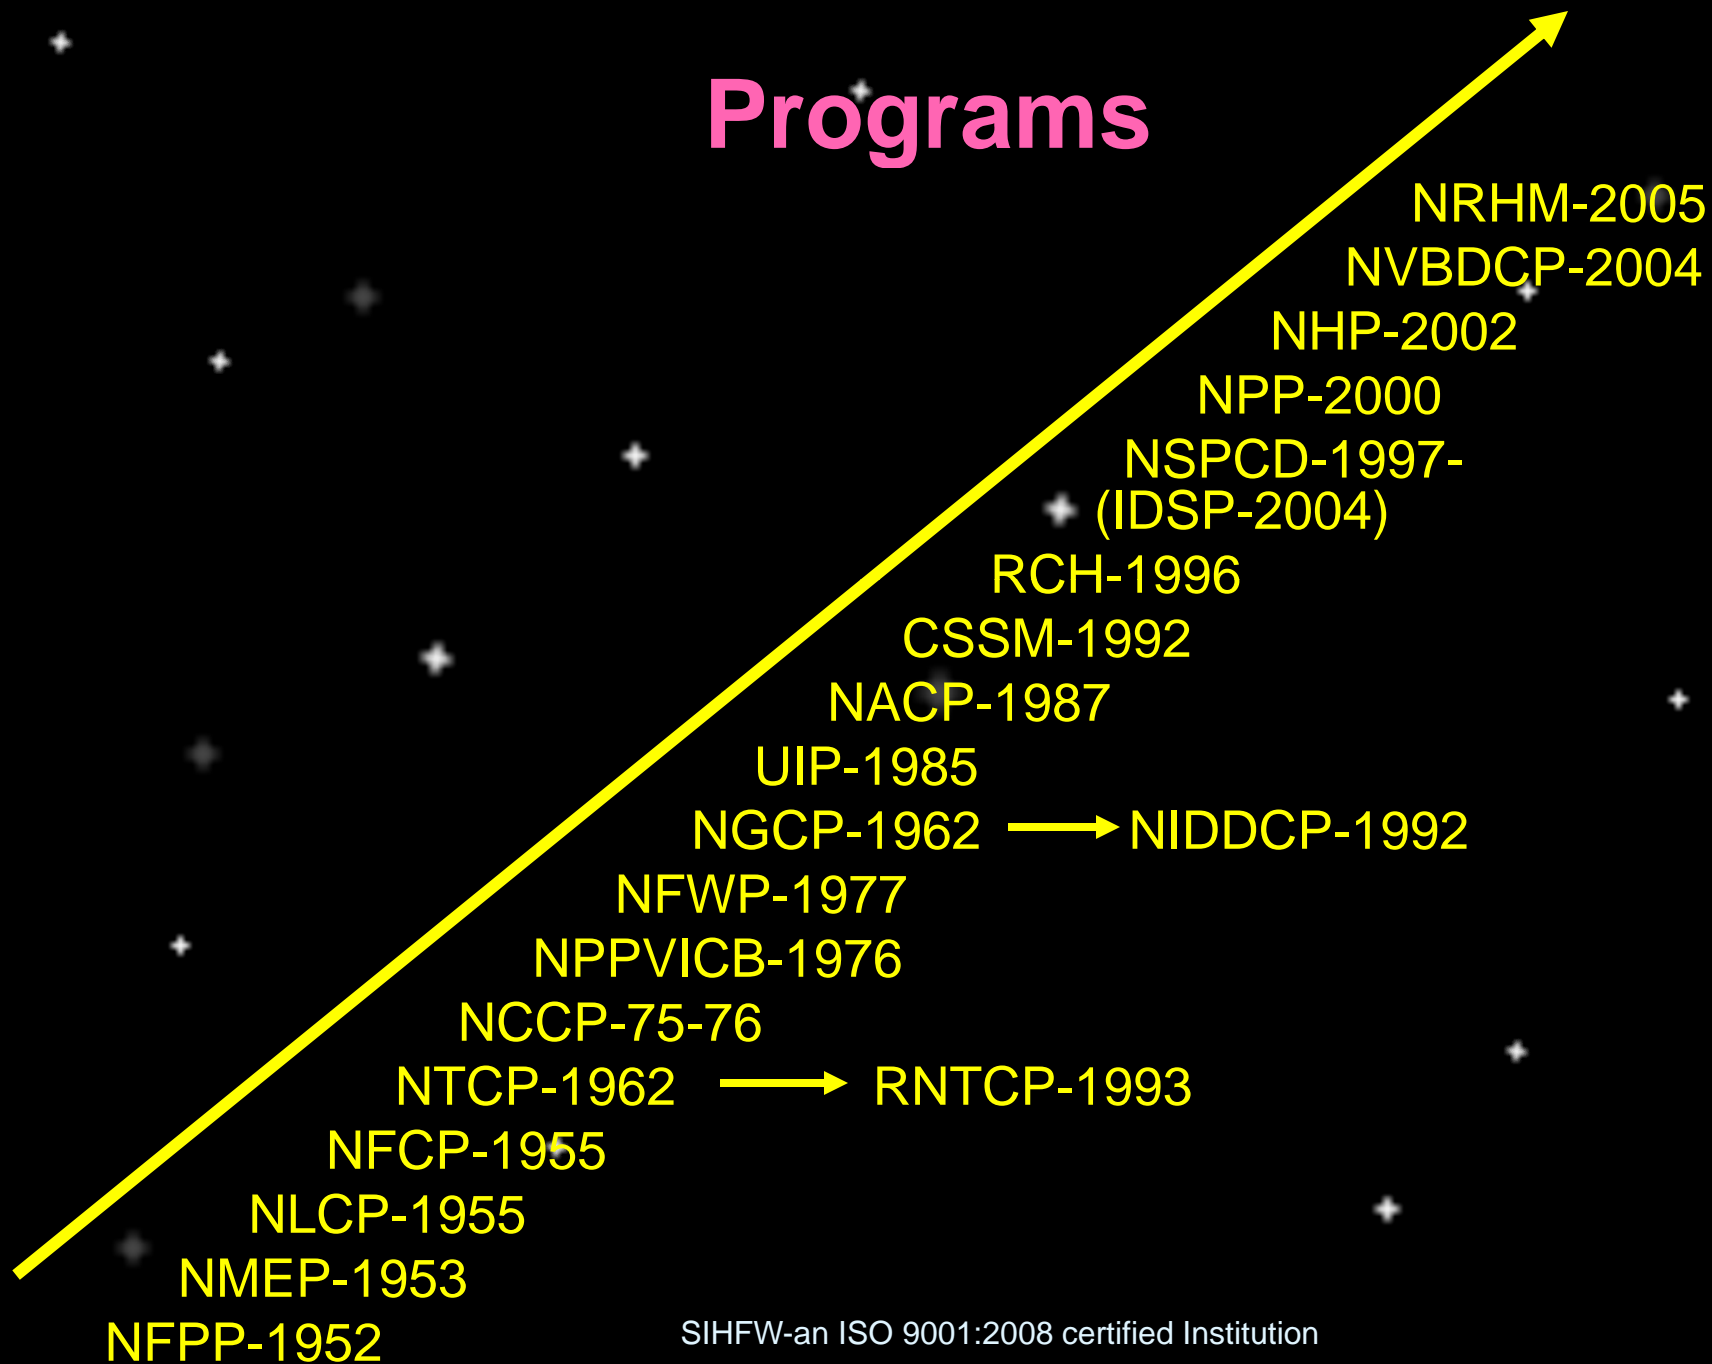 Programs
NRHM-2005
NVBDCP-2004
NHP-2002
NPP-2000
NSPCD-1997-
(IDSP-2004)
RCH-1996
CSSM-1992
NACP-1987
UIP-1985
NGCP-1962 NIDDCP-1992
NFWP-1977
NPPVICB-1976
NCCP-75-76
NTCP-1962 RNTCP-1993
NFCP-1955
NLCP-1955
NMEP-1953
NFPP-1952
SIHFW-an ISO 9001:2008 certified Institution